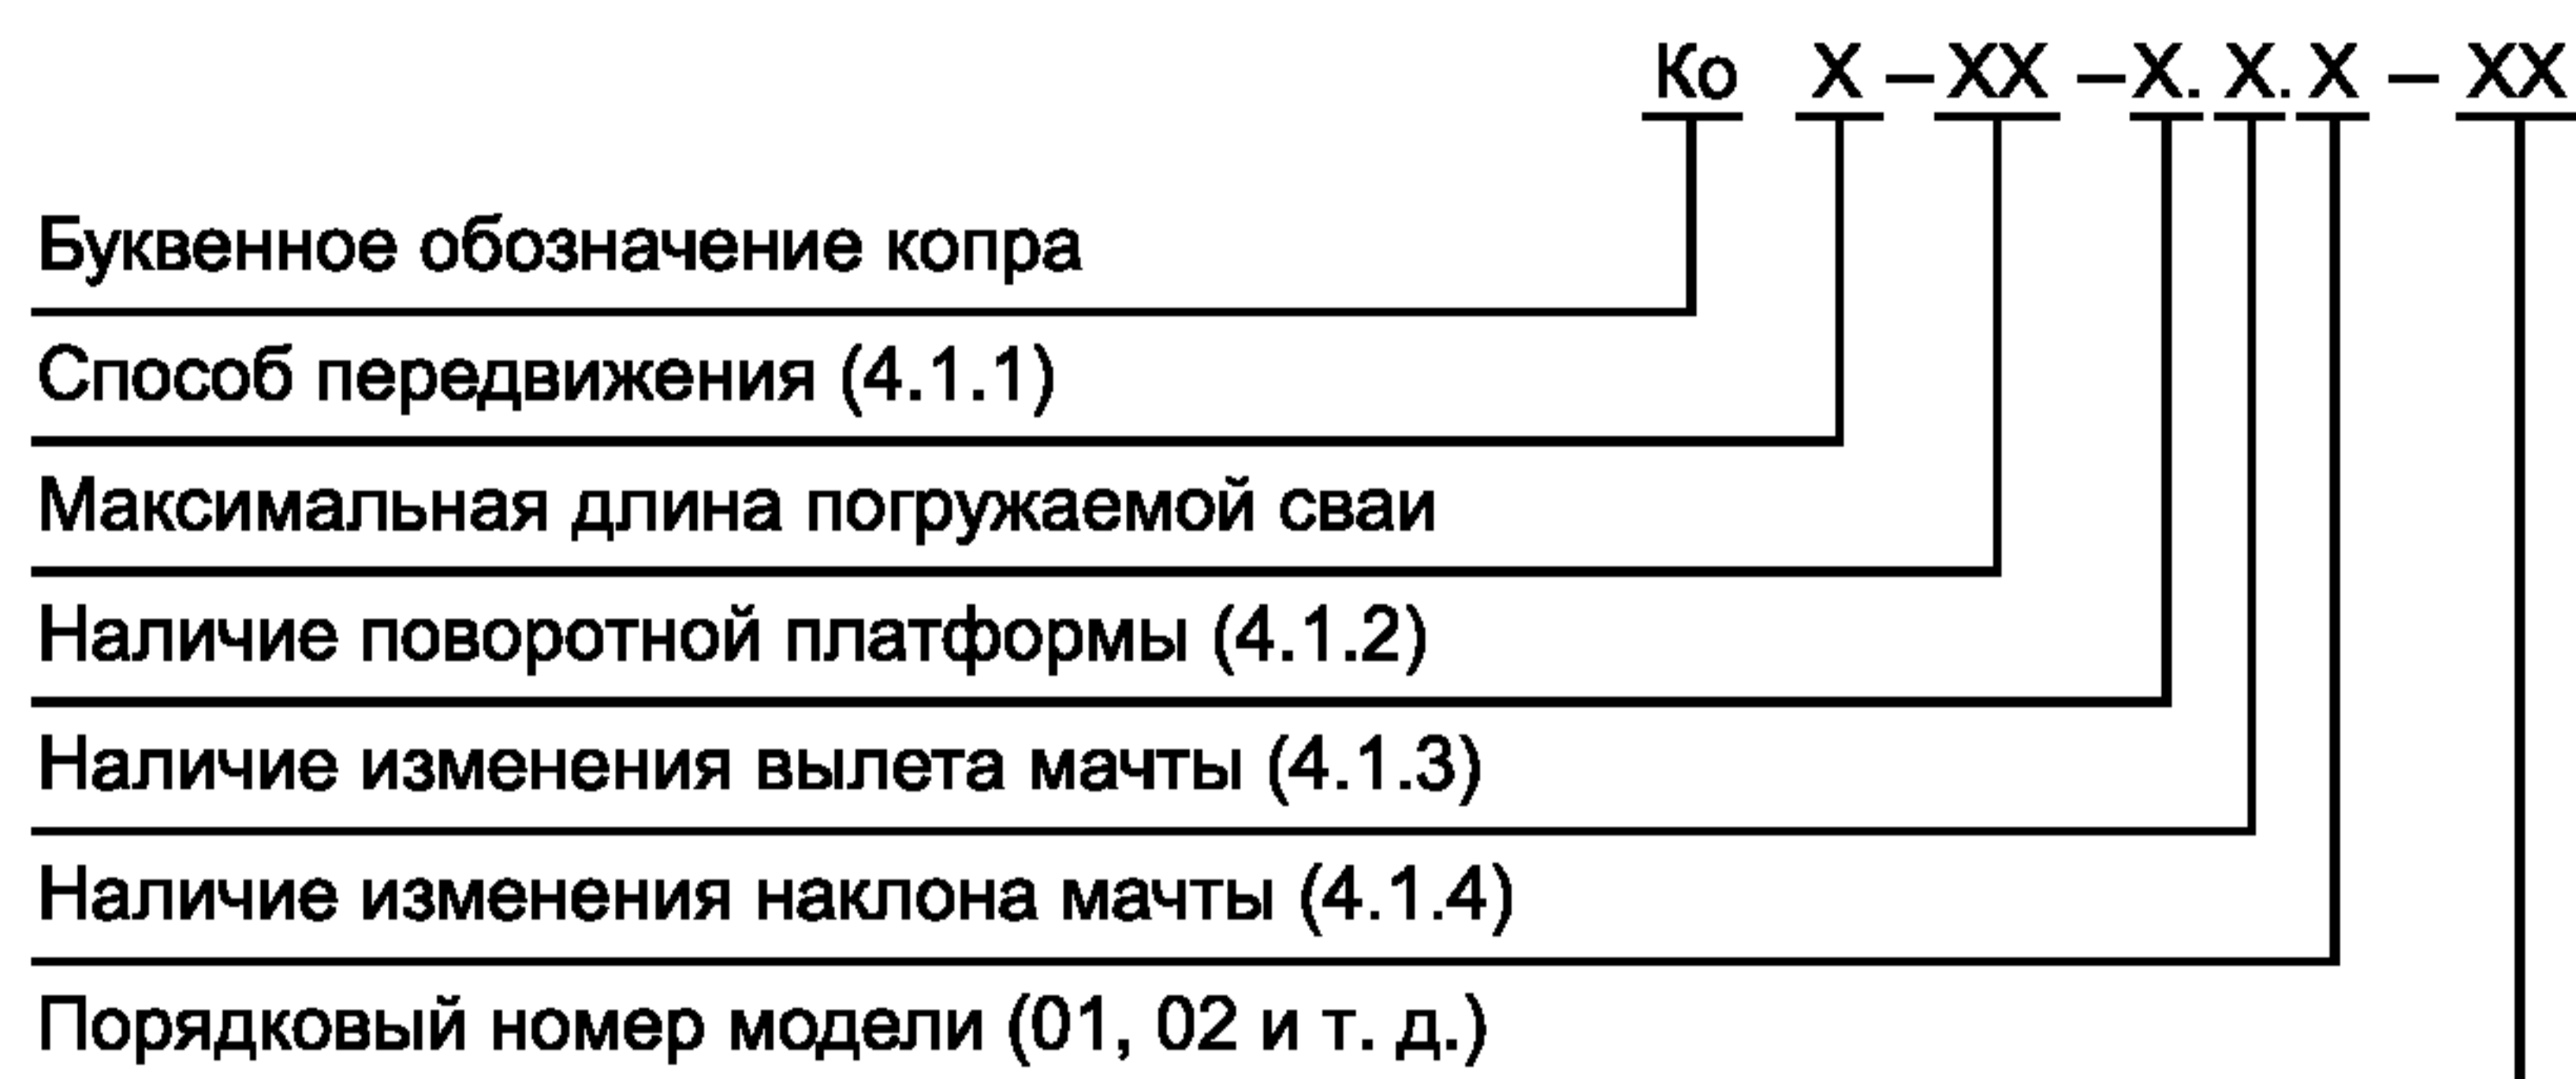 Ко Х – ХХ – Х. Х. Х – ХХ
Буквенное обозначение копра
Способ передвижения (4.1.1)
Максимальная длина погружаемой сваи
Наличие поворотной платформы (4.1.2)
Наличие изменения вылета мачты (4.1.3)
Наличие изменения наклона мачты (4.1.4)
Порядковый номер модели (01, 02 и т. д.)